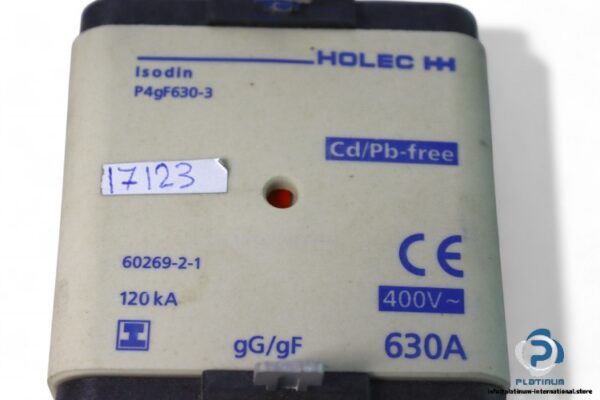 HOLEC
Isodin
P4gF630-3
Cd/Pb-free
17123
60269-2-1
CE
120 kA
400V~
gG/gF
630A
PLATINUM
info@platinum-international.store